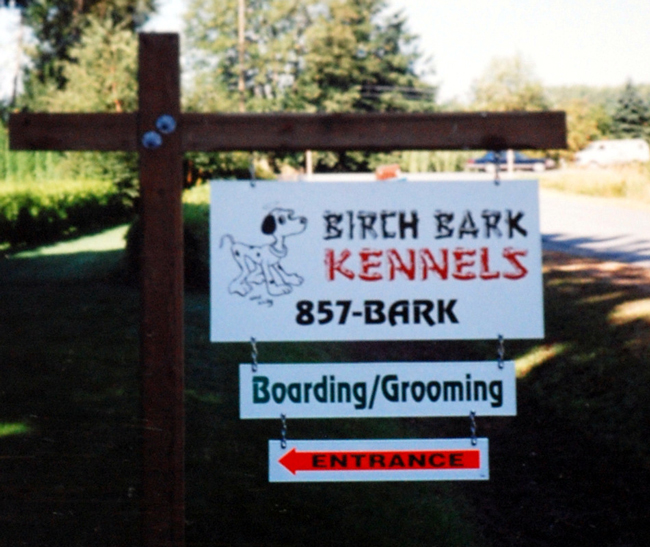 BIRCH BARK
KENNELS
857-BARK
Boarding/Grooming
ENTRANCE